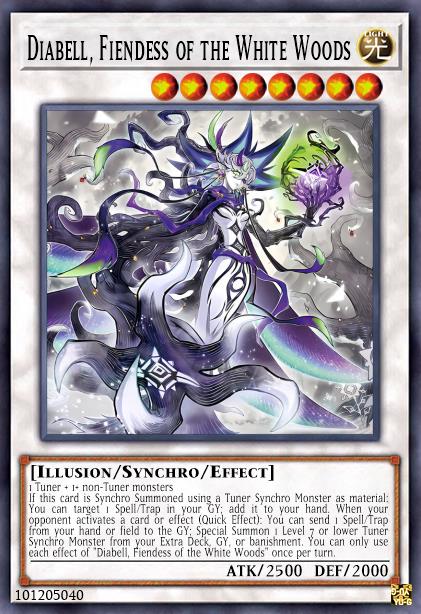 DIABELL, FIENDESS OF THE WHITE WOODS
LIGHT
光
[ILLUSION/SYNCHRO/EFFECT]
1 Tuner + 1+ non-Tuner monsters
If this card is Synchro Summoned using a Tuner Synchro Monster as material:
You can target 1 Spell/Trap in your GY; add it to your hand. When your
opponent activates a card or effect (Quick Effect): You can send 1 Spell/Trap
from your hand or field to the GY; Special Summon 1 Level 7 or lower Tuner
Synchro Monster from your Extra Deck, GY, or banishment. You can only use
each effect of "Diabell, Fiendess of the White Woods" once per turn.
ATK/2500 DEF/2000
101205040